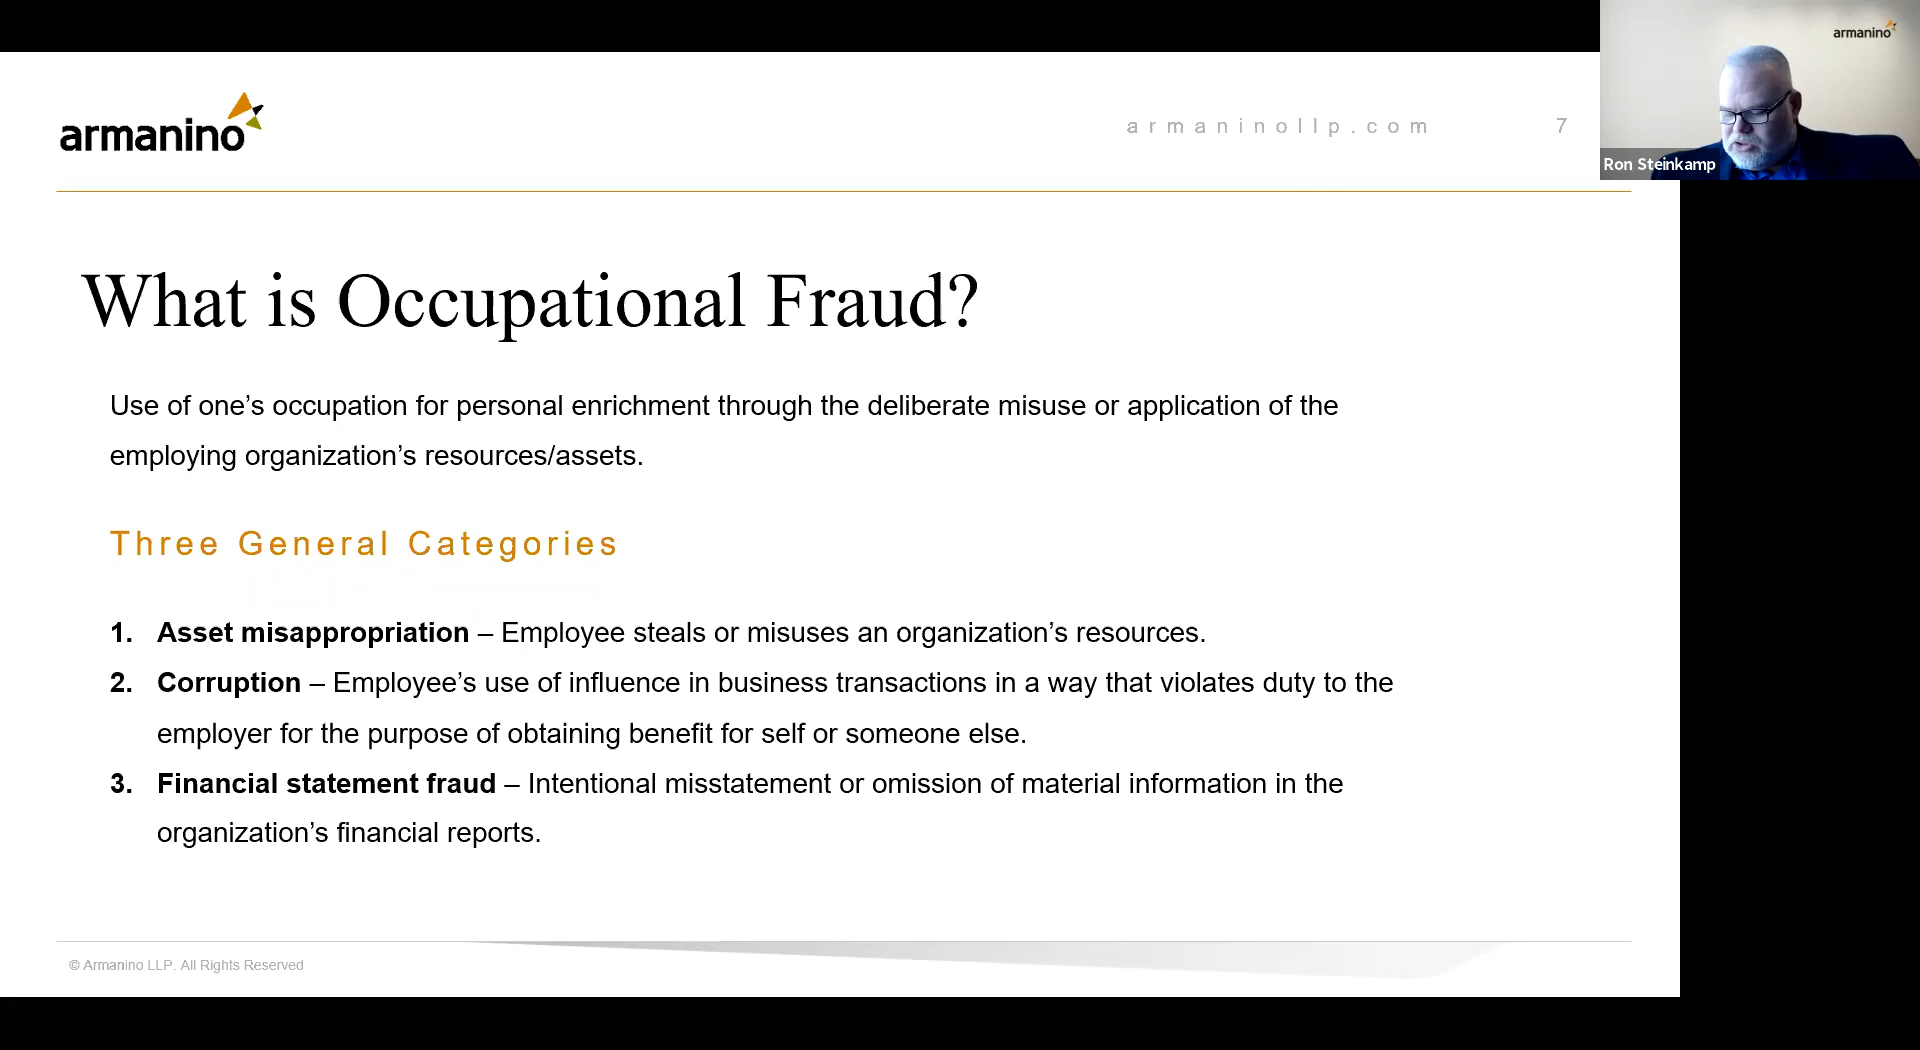 armanino
armaninollp.com
7
armanino
Ron Steinkamp
What is Occupational Fraud?
Use of one’s occupation for personal enrichment through the deliberate misuse or application of the
employing organization’s resources/assets.
Three General Categories
1. Asset misappropriation – Employee steals or misuses an organization’s resources.
2. Corruption – Employee’s use of influence in business transactions in a way that violates duty to the
employer for the purpose of obtaining benefit for self or someone else.
3. Financial statement fraud – Intentional misstatement or omission of material information in the
organization’s financial reports.
© Armanino LLP. All Rights Reserved